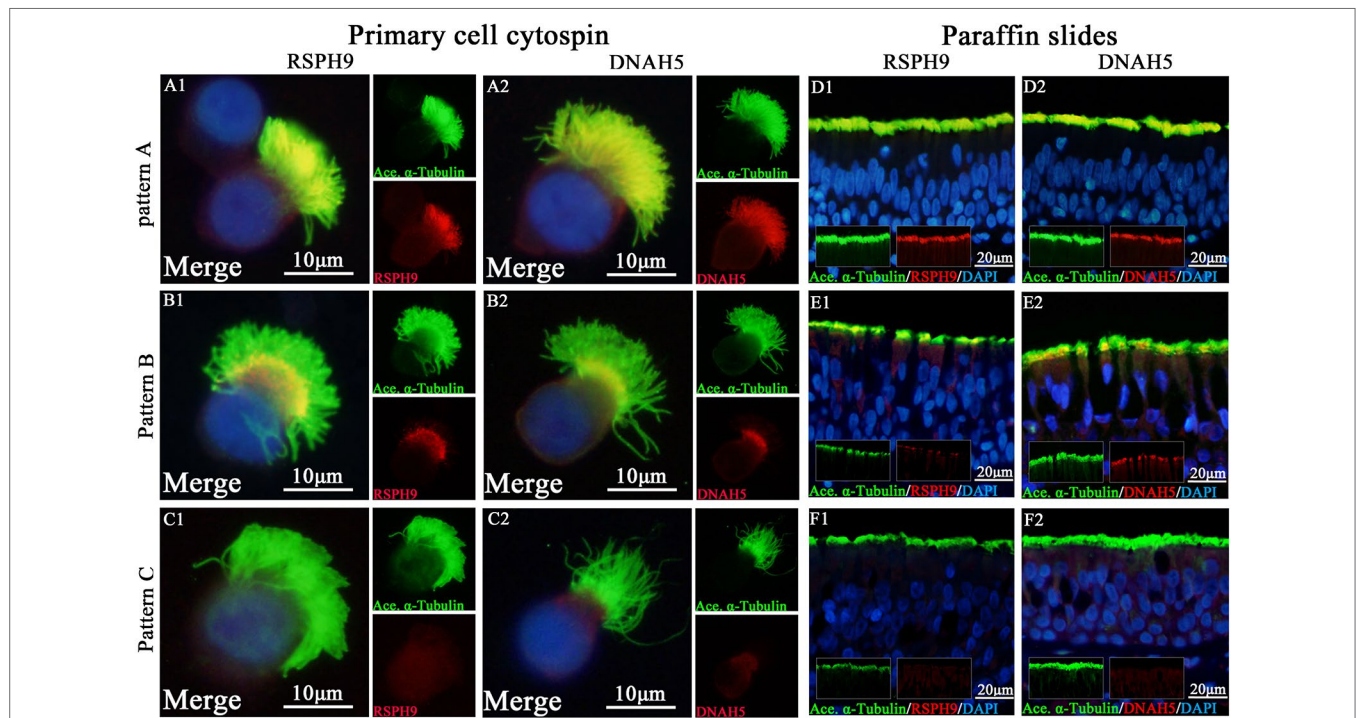 Primary cell cytospin
Paraffin slides
RSPH9
DNAH5
RSPH9
DNAH5
pattern A
A1
Merge
10μm
Ace. α-Tubulin
RSPH9
A2
Merge
10μm
Ace. α-Tubulin
DNAH5
D1
20μm
Ace. α-Tubulin/RSPH9/DAPI
D2
20μm
Ace. α-Tubulin/DNAH5/DAPI
Pattern B
B1
Merge
10μm
Ace. α-Tubulin
RSPH9
B2
Merge
10μm
Ace. α-Tubulin
DNAH5
E1
20μm
Ace. α-Tubulin/RSPH9/DAPI
E2
20μm
Ace. α-Tubulin/DNAH5/DAPI
Pattern C
C1
Merge
10μm
Ace. α-Tubulin
RSPH9
C2
Merge
10μm
Ace. α-Tubulin
DNAH5
F1
20μm
Ace. α-Tubulin/RSPH9/DAPI
F2
20μm
Ace. α-Tubulin/DNAH5/DAPI